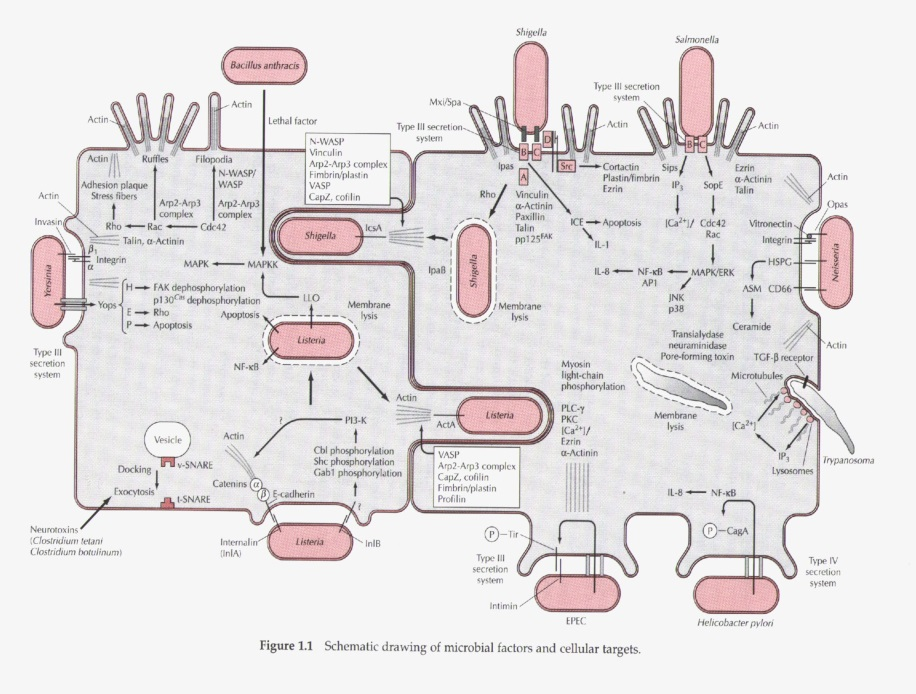 Shigella
Salmonella
Bacillus anthracis
Type III secretion
system
Actin
Mxi/Spa
Actin
Lethal factor
Type III secretion
system
N-WASP
Vinculin
Arp2-Arp3 complex
Fimbrin/plastin
VASP
CapZ, cofilin
D
B
C
Actin
B
C
Actin
Actin
Ruffles
Filopodia
Ipas
Src
Cortactin
Plastin/fimbrin
Ezrin
Sips
Ezrin
α-Actinin
Talin
Actin
N-WASP/
WASP
A
IP3
SopE
Adhesion plaque
Stress fibers
Rho
Vinculin
α-Actinin
Paxillin
Talin
pp125FAK
Opas
Actin
Arp2-Arp3
complex
Arp2-Arp3
complex
Invasin
Rho
Rac
Cdc42
Shigella
IcsA
ICE
Apoptosis
IL-1
[Ca2+]/
Cdc42
Rac
Vitronectin
Integrin
Talin, α-Actinin
β1
α
Integrin
Yersinia
MAPK
MAPKK
IpaB
Shigella
IL-8
NF-κB
AP1
MAPK/ERK
JNK
p38
HSPG
ASM
CD66
Neisseria
Yops
H
FAK dephosphorylation
p130Cas dephosphorylation
E
Rho
P
Apoptosis
LLO
Membrane
lysis
Apoptosis
Membrane
lysis
Ceramide
Listeria
NF-κB
Type III
secretion
system
Transialydase
neuraminidase
Pore-forming toxin
Actin
TGF-β receptor
Microtubules
Myosin
light-chain
phosphorylation
PLC-γ
PKC
[Ca2+]/
Ezrin
α-Actinin
Membrane
lysis
[Ca2+]
IP3
Lysosomes
Trypanosoma
Actin
ActA
Listeria
?
PI3-K
Actin
Vesicle
Cbl phosphorylation
Shc phosphorylation
Gab1 phosphorylation
VASP
Arp2-Arp3 complex
CapZ, cofilin
Fimbrin/plastin
Profilin
Docking
v-SNARE
Catenins
α
β
E-cadherin
Exocytosis
t-SNARE
?
IL-8
NF-κB
Neurotoxins
(Clostridium tetani
Clostridium botulinum)
Internalin
(InlA)
Listeria
InlB
P
Tir
P
CagA
Type III
secretion
system
Type IV
secretion
system
Intimin
EPEC
Helicobacter pylori
Figure 1.1 Schematic drawing of microbial factors and cellular targets.